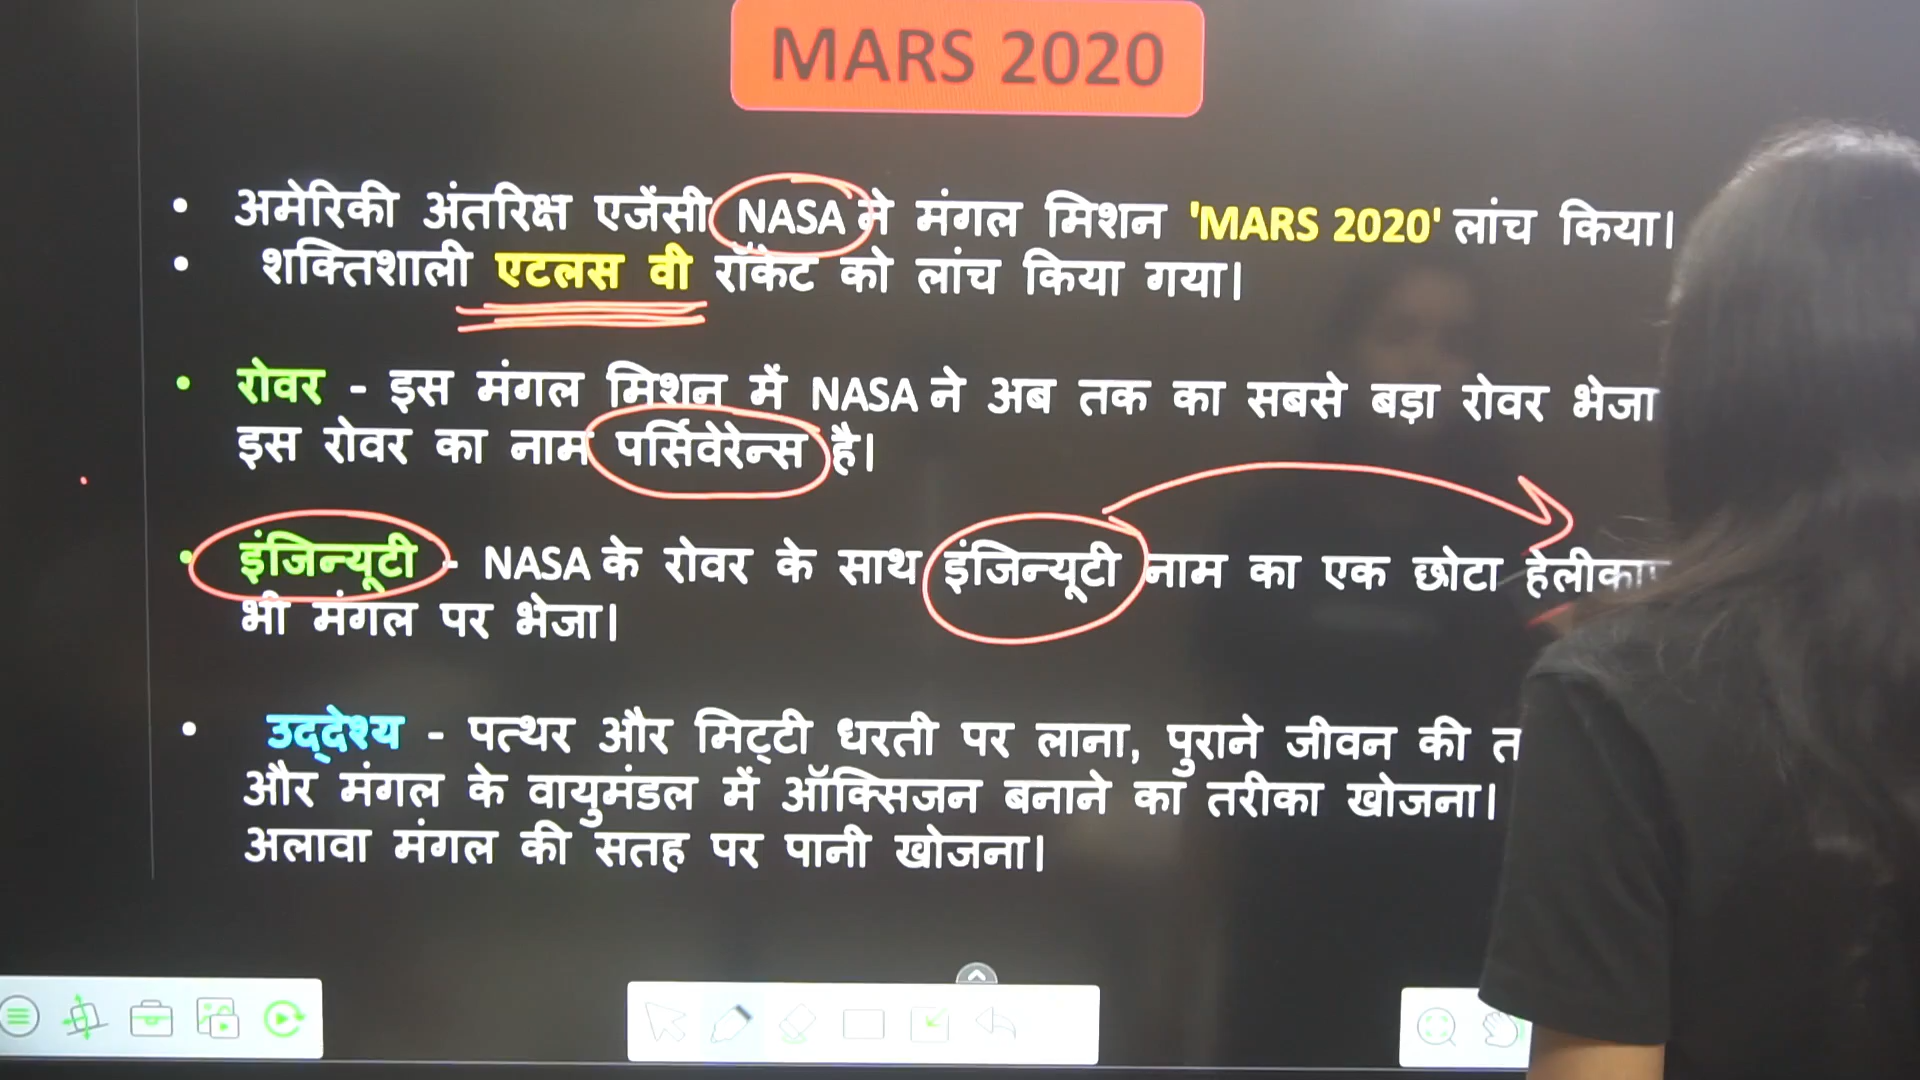 MARS 2020
• अमेरिकी अंतरिक्ष एजेंसी NASA ने मंगल मिशन 'MARS 2020' लांच किया।
• शक्तिशाली एटलस वी रॉकेट को लांच किया गया।
• रोवर - इस मंगल मिशन में NASA ने अब तक का सबसे बड़ा रोवर भेजा
इस रोवर का नाम पर्सिवेरेन्स है।
• इंजिन्यूटी - NASA के रोवर के साथ इंजिन्यूटी नाम का एक छोटा
भी मंगल पर भेजा।
• उद्देश्य - पत्थर और मिट्टी धरती पर लाना, पुराने जीवन की
और मंगल के वायुमंडल में ऑक्सिजन बनाने का तरीका खोजना।
अलावा मंगल की सतह पर पानी खोजना।